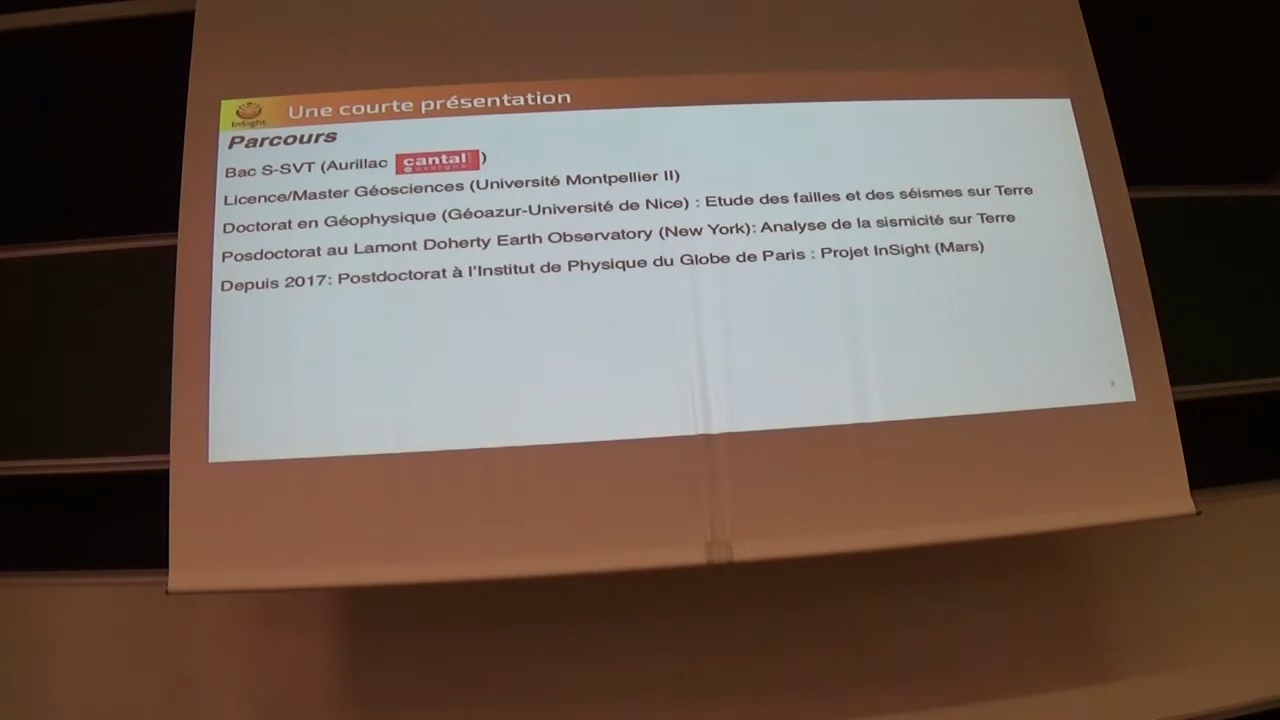 InSight
Une courte présentation
Parcours
Bac S-SVT (Aurillac cantal auvergne)
Licence/Master Géosciences (Université Montpellier II)
Doctorat en Géophysique (Géoazur-Université de Nice) : Etude des failles et des séismes sur Terre
Posdoctorat au Lamont Doherty Earth Observatory (New York): Analyse de la sismicité sur Terre
Depuis 2017: Postdoctorat à l'Institut de Physique du Globe de Paris : Projet InSight (Mars)